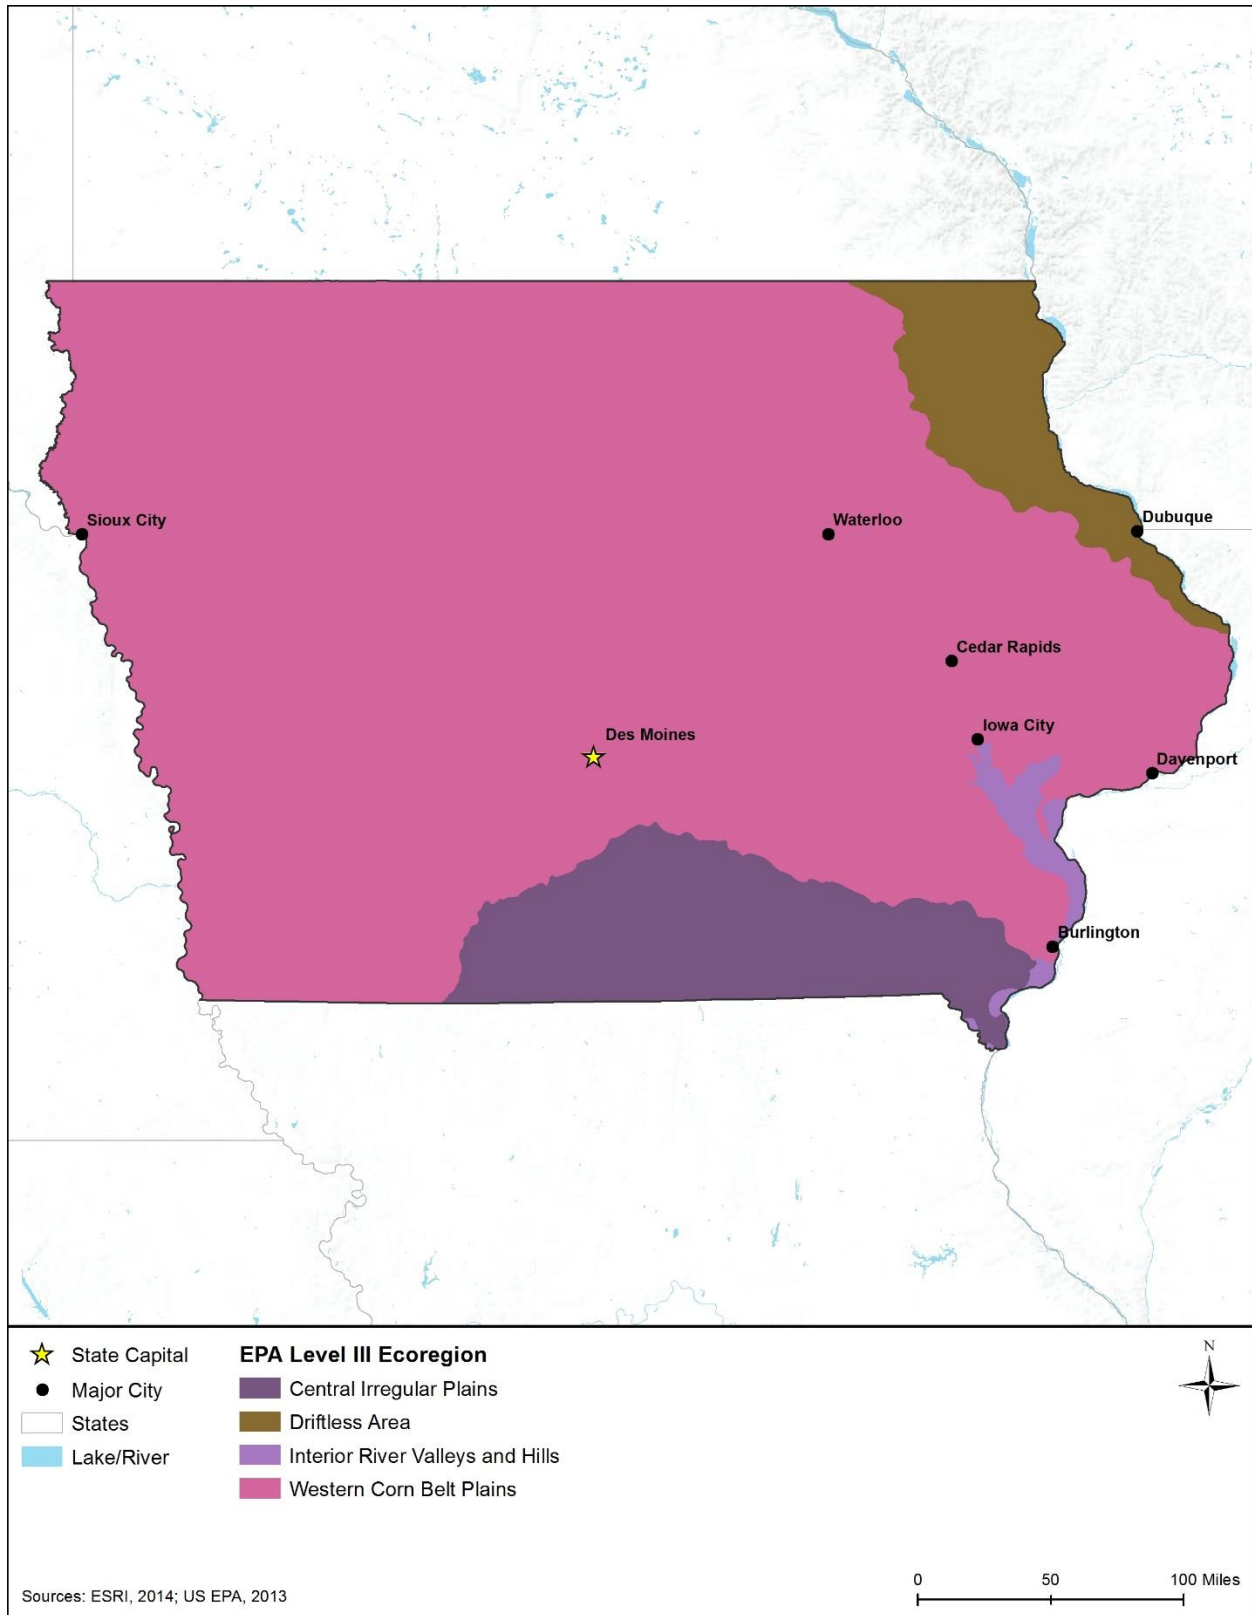 Sioux City
Waterloo
Dubuque
Cedar Rapids
Iowa City
Des Moines
Davenport
Burlington
State Capital
Major City
States
Lake/River
EPA Level III Ecoregion
Central Irregular Plains
Driftless Area
Interior River Valleys and Hills
Western Corn Belt Plains
N
Sources: ESRI, 2014; US EPA, 2013
0 50 100 Miles